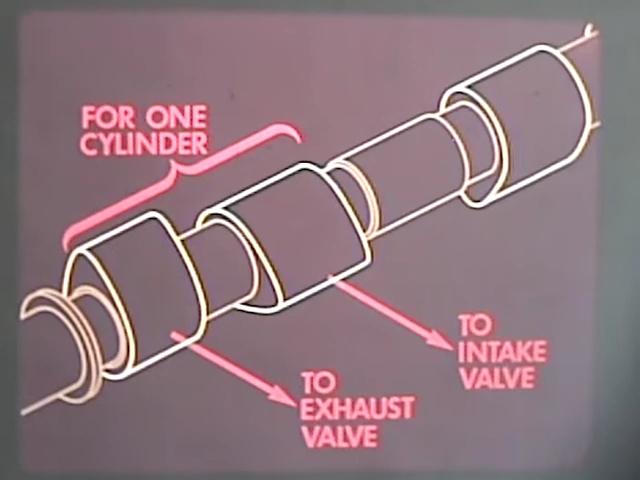 FOR ONE
CYLINDER
TO
INTAKE
VALVE
TO
EXHAUST
VALVE